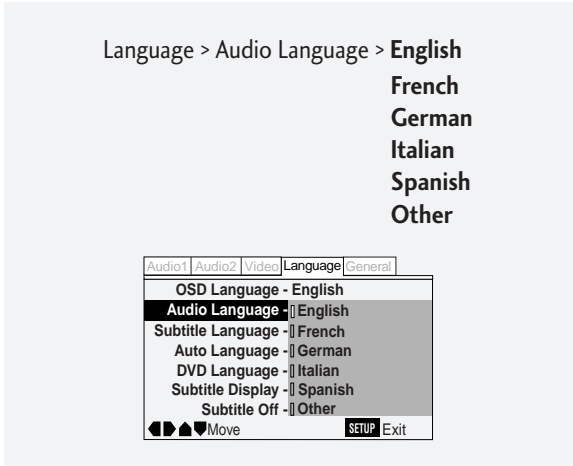 Language > Audio Language > English
French
German
Italian
Spanish
Other
Audio1 Audio2 Video Language General
OSD Language - English
Audio Language - English
Subtitle Language - French
Auto Language - German
DVD Language - Italian
Subtitle Display - Spanish
Subtitle Off - Other
Move SETUP Exit